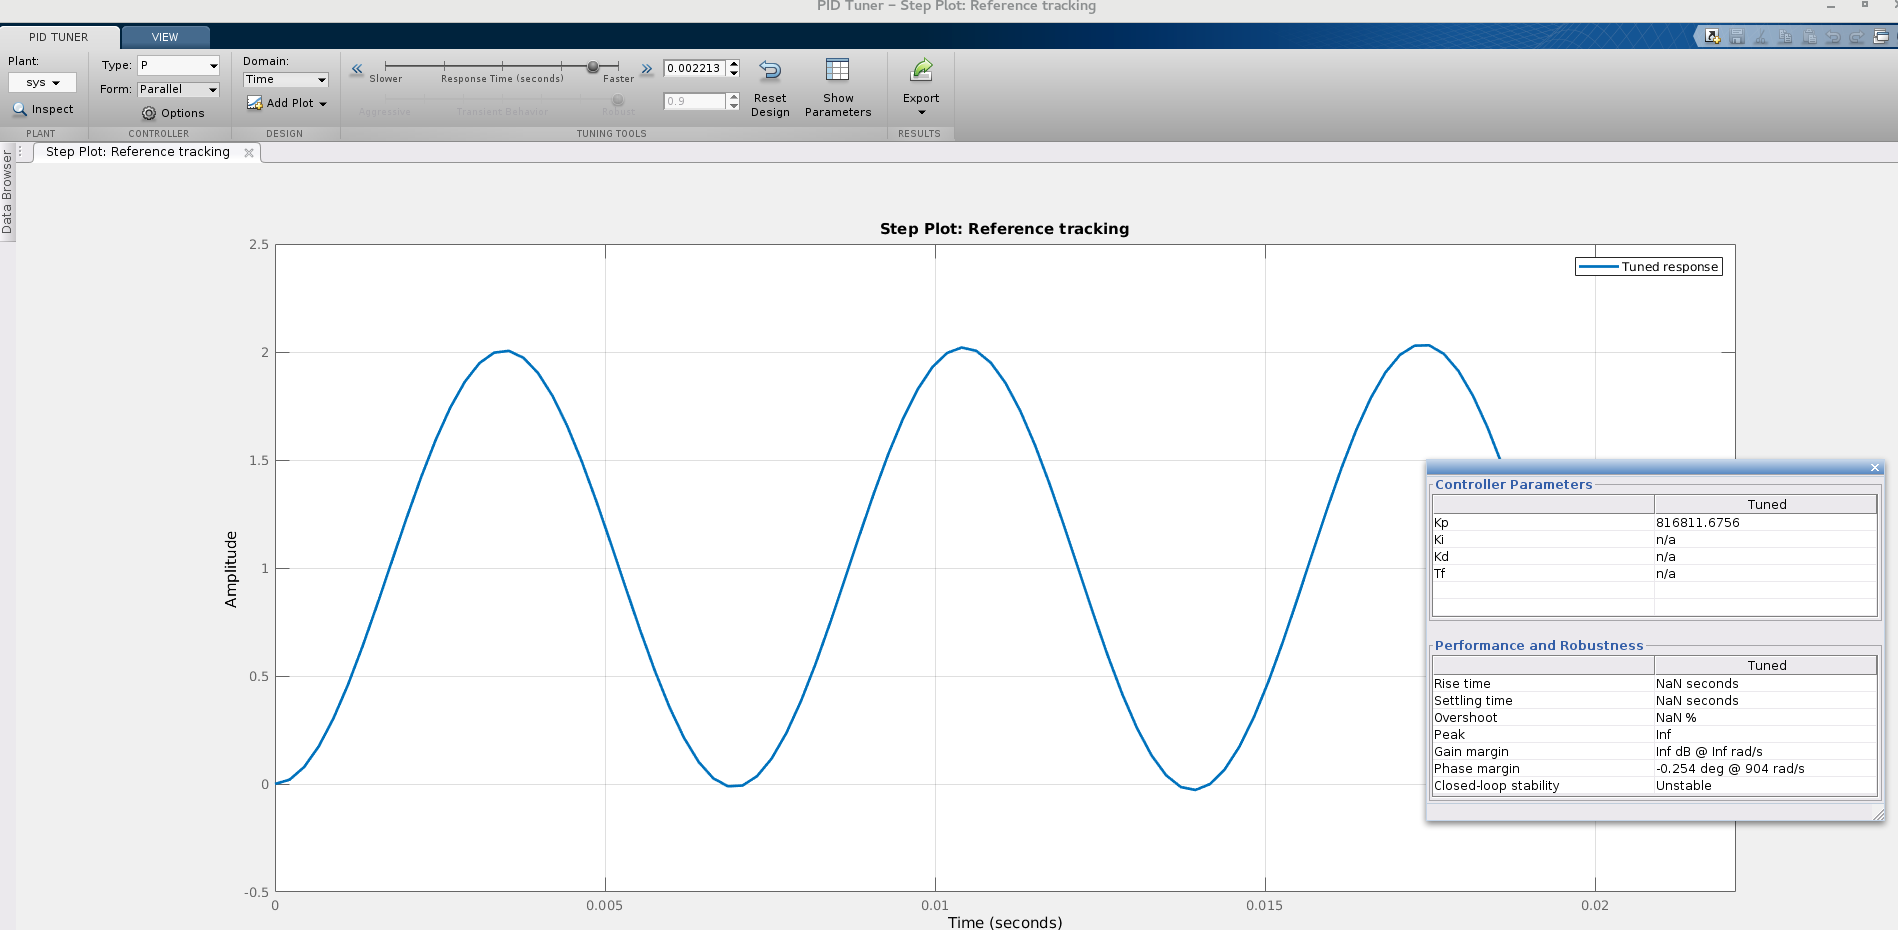 PID Tuner – Step Plot: Reference tracking
PID TUNER
VIEW
Plant:
sys
Inspect
PLANT
Type: P
Form: Parallel
Options
CONTROLLER
Domain:
Time
Add Plot
DESIGN
Slower
Response Time (seconds)
Faster
0.002213
Aggressive
Transient Behavior
Robust
0.9
Reset Design
Show Parameters
TUNING TOOLS
Export
RESULTS
Data Browser
Step Plot: Reference tracking
Step Plot: Reference tracking
Tuned response
2.5
2
1.5
1
0.5
0
-0.5
Amplitude
0 0.005 0.01 0.015 0.02
Time (seconds)
Controller Parameters
Tuned
Kp 816811.6756
Ki n/a
Kd n/a
Tf n/a
Performance and Robustness
Tuned
Rise time NaN seconds
Settling time NaN seconds
Overshoot NaN %
Peak Inf
Gain margin Inf dB @ Inf rad/s
Phase margin -0.254 deg @ 904 rad/s
Closed-loop stability Unstable